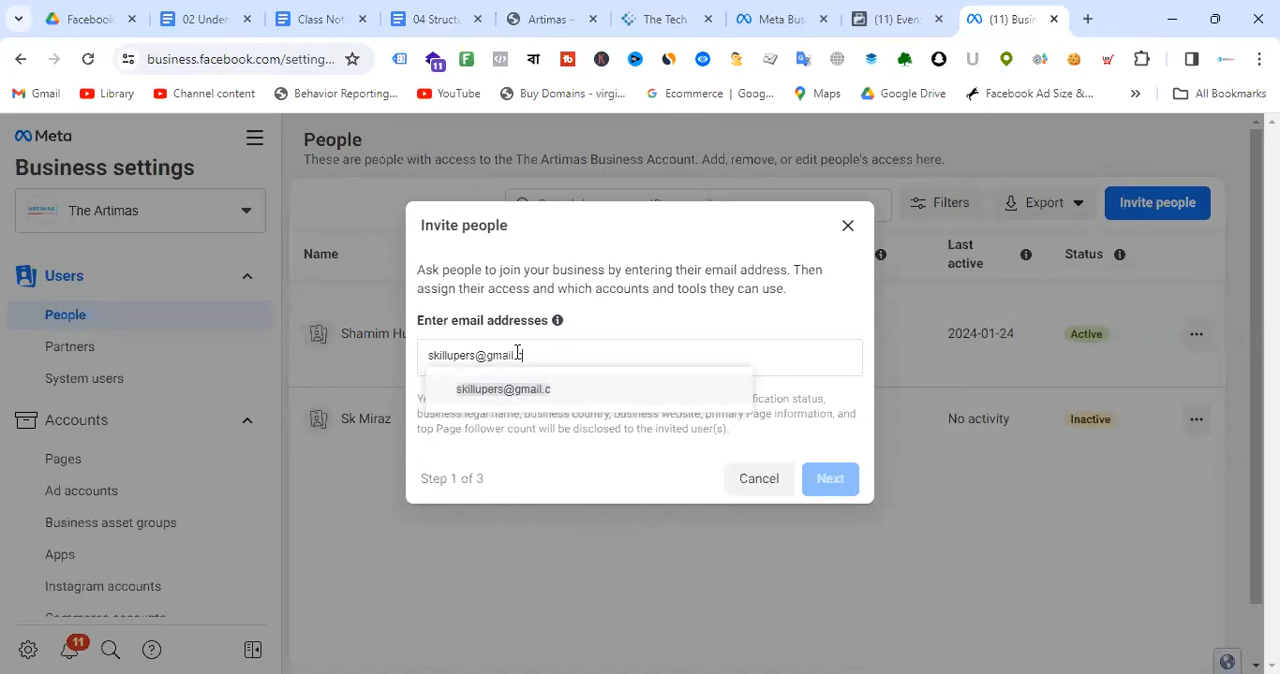 Facebook
02 Under
Class Not
04 Structu
Artimas –
The Tech
Meta Bus
(11) Even
(11) Busin
business.facebook.com/setting...
11
বা
Gmail
Library
Channel content
Behavior Reporting...
YouTube
Buy Domains - virgi...
Ecommerce | Goog...
Maps
Google Drive
Facebook Ad Size &...
»
All Bookmarks
Meta
Business settings
ARTIMAS
The Artimas
Users
People
Partners
System users
Accounts
Pages
Ad accounts
Business asset groups
Apps
Instagram accounts
11
People
These are people with access to the The Artimas Business Account. Add, remove, or edit people's access here.
Filters
Export
Invite people
Name
Last active
Status
Shamim Hu
2024-01-24
Active
Sk Miraz
No activity
Inactive
Invite people
Ask people to join your business by entering their email address. Then
assign their access and which accounts and tools they can use.
Enter email addresses
skillupers@gmail.c
skillupers@gmail.c
fication status,
business legal name, business country, business website, primary Page information, and
top Page follower count will be disclosed to the invited user(s).
Step 1 of 3
Cancel
Next